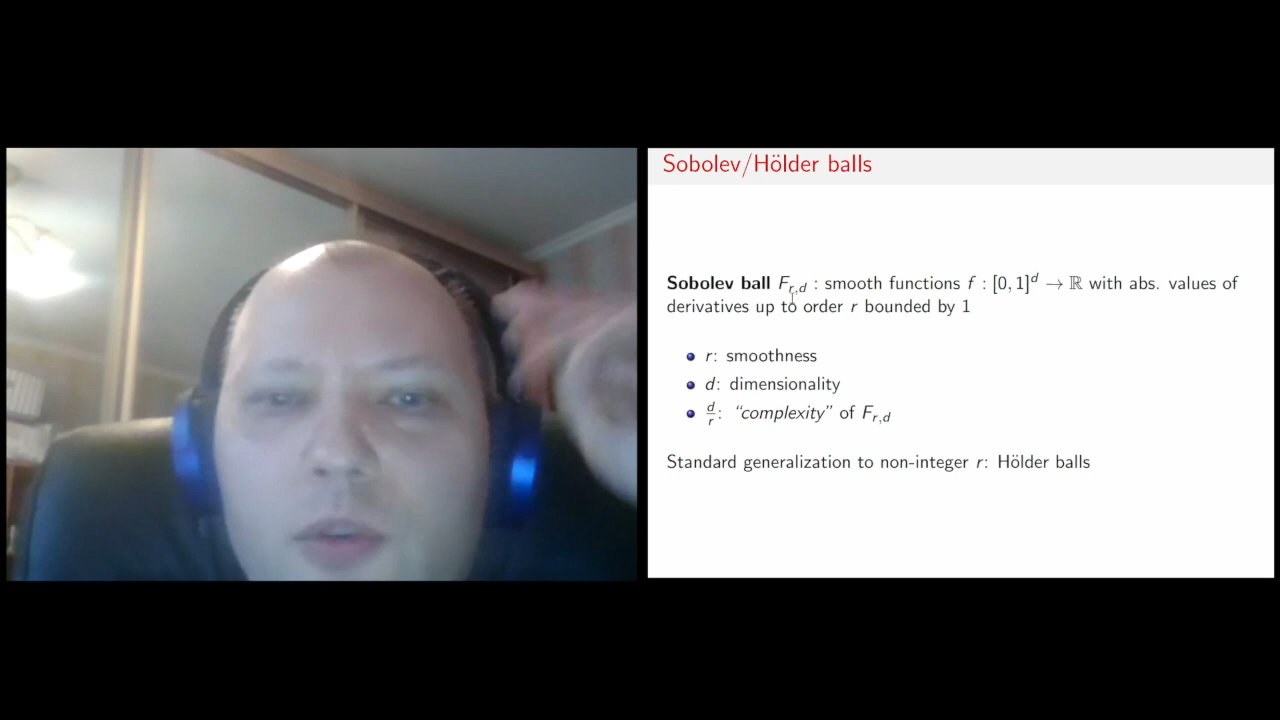 Sobolev/Hölder balls
Sobolev ball F_{r,d} : smooth functions f : [0, 1]^d → ℝ with abs. values of
derivatives up to order r bounded by 1
r: smoothness
d: dimensionality
d/r: “complexity” of F_{r,d}
Standard generalization to non-integer r: Hölder balls